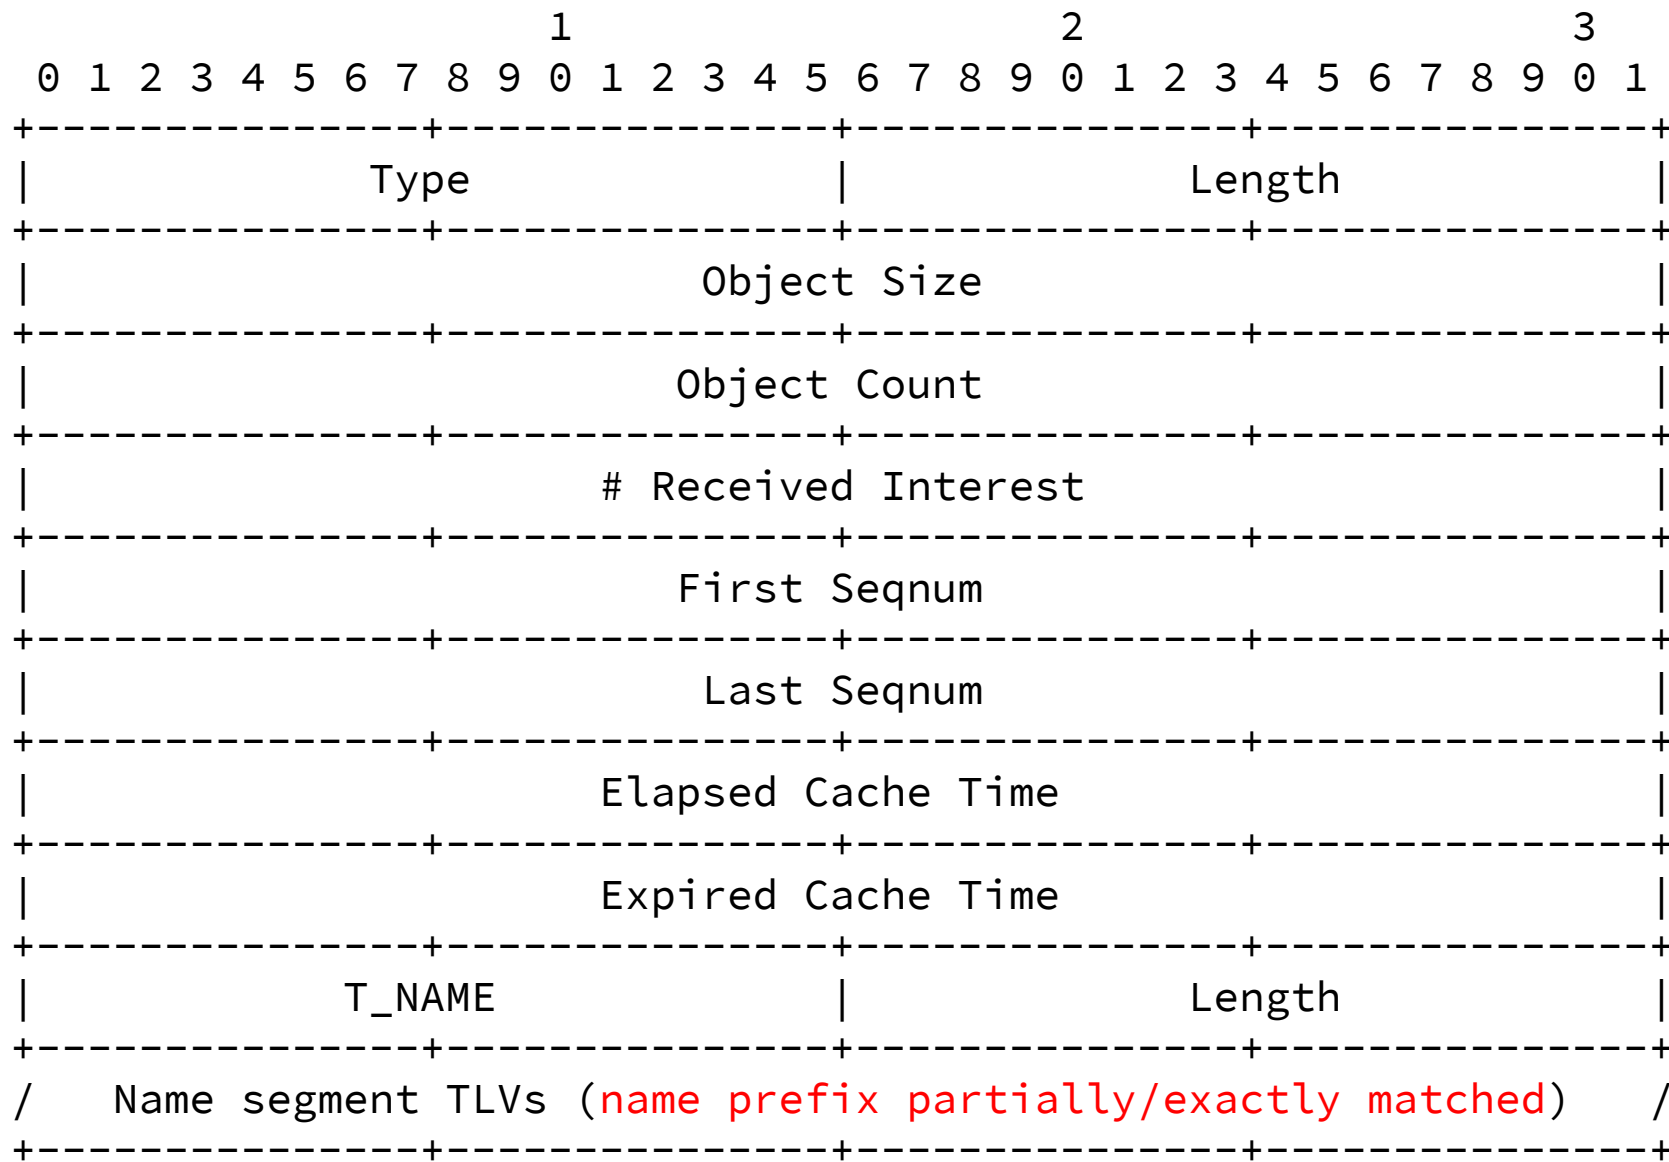 1                   2                   3
 0 1 2 3 4 5 6 7 8 9 0 1 2 3 4 5 6 7 8 9 0 1 2 3 4 5 6 7 8 9 0 1
+---------------+---------------+---------------+---------------+
|             Type              |             Length            |
+---------------+---------------+---------------+---------------+
|                          Object Size                          |
+---------------+---------------+---------------+---------------+
|                         Object Count                          |
+---------------+---------------+---------------+---------------+
|                      # Received Interest                      |
+---------------+---------------+---------------+---------------+
|                         First Seqnum                          |
+---------------+---------------+---------------+---------------+
|                          Last Seqnum                          |
+---------------+---------------+---------------+---------------+
|                      Elapsed Cache Time                       |
+---------------+---------------+---------------+---------------+
|                      Expired Cache Time                       |
+---------------+---------------+---------------+---------------+
|            T_NAME             |             Length            |
+---------------+---------------+---------------+---------------+
/   Name segment TLVs (name prefix partially/exactly matched)   /
+---------------+---------------+---------------+---------------+